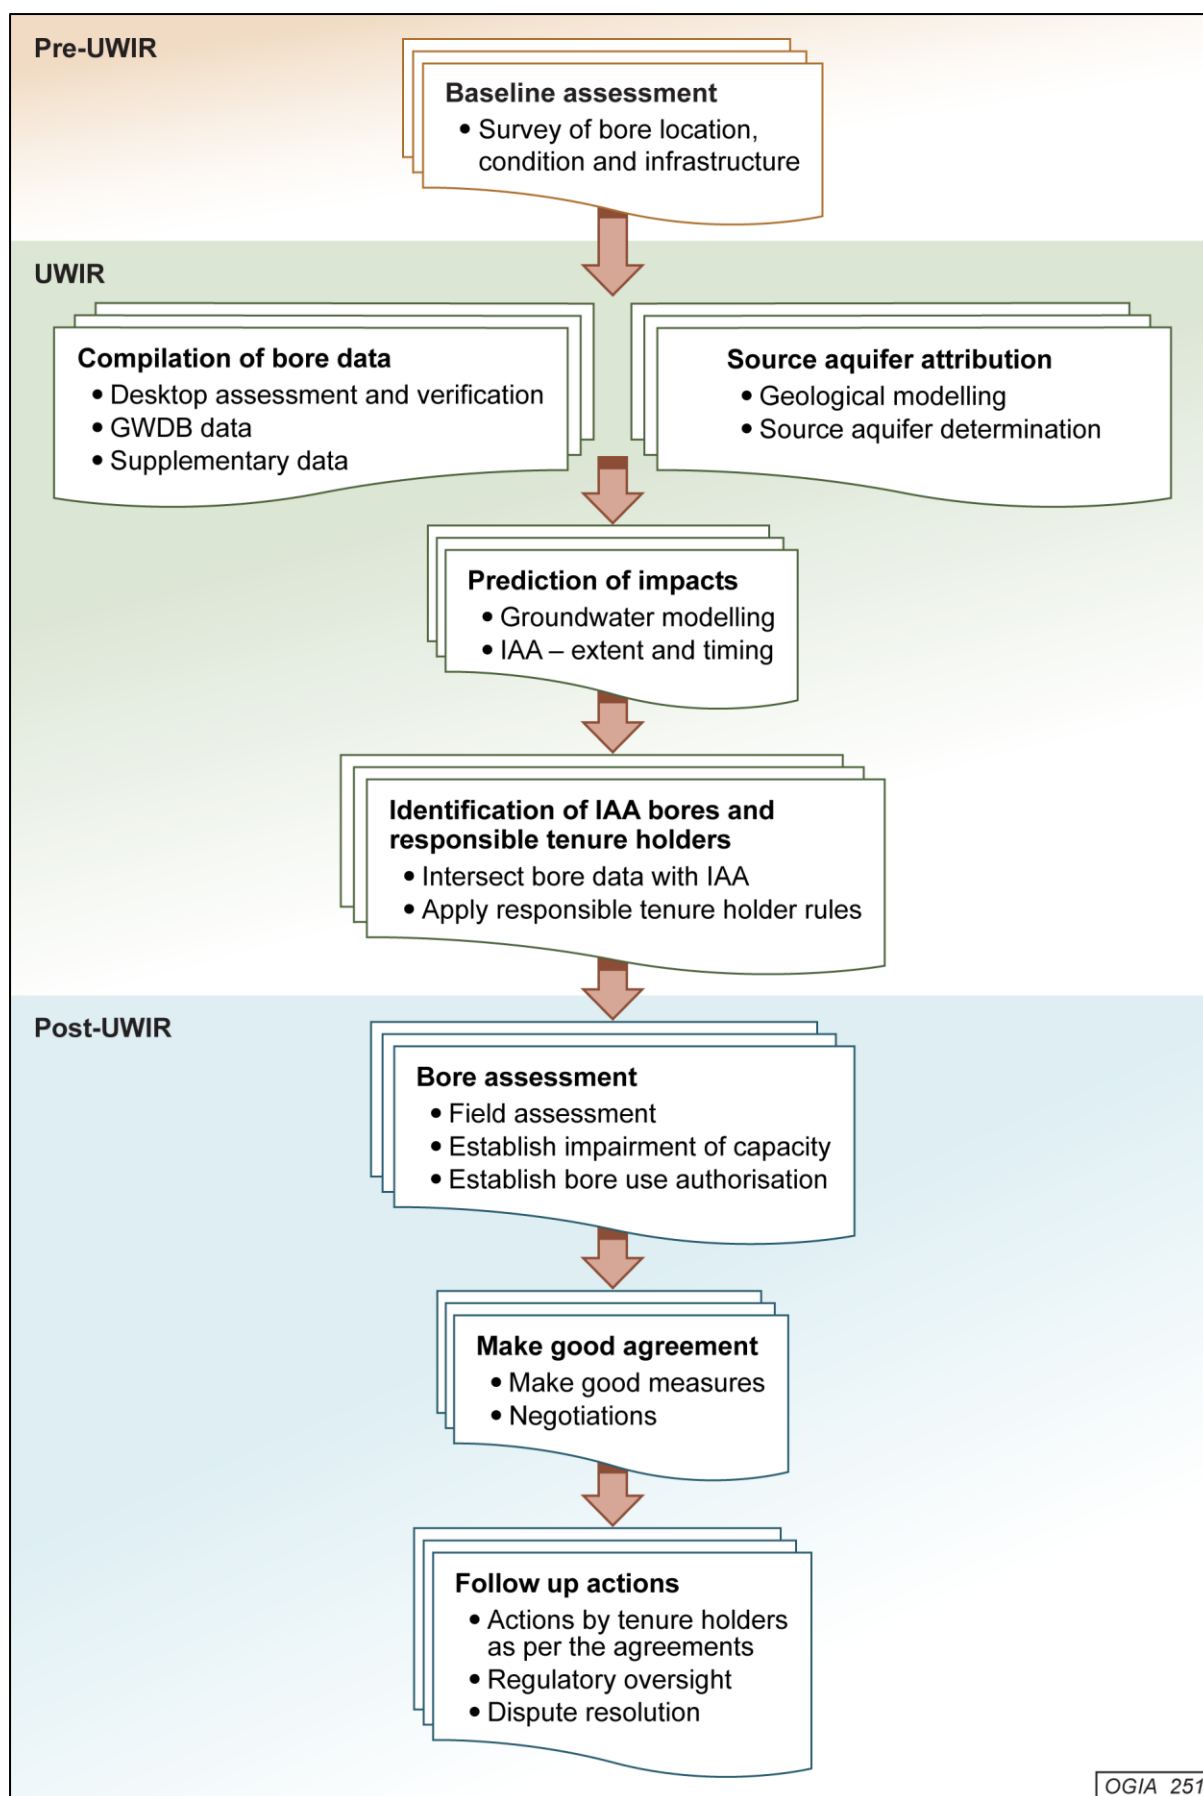 Pre-UWIR
Baseline assessment
• Survey of bore location,
condition and infrastructure
UWIR
Compilation of bore data
• Desktop assessment and verification
• GWDB data
• Supplementary data
Source aquifer attribution
• Geological modelling
• Source aquifer determination
Prediction of impacts
• Groundwater modelling
• IAA – extent and timing
Identification of IAA bores and
responsible tenure holders
• Intersect bore data with IAA
• Apply responsible tenure holder rules
Post-UWIR
Bore assessment
• Field assessment
• Establish impairment of capacity
• Establish bore use authorisation
Make good agreement
• Make good measures
• Negotiations
Follow up actions
• Actions by tenure holders
as per the agreements
• Regulatory oversight
• Dispute resolution
OGIA 251